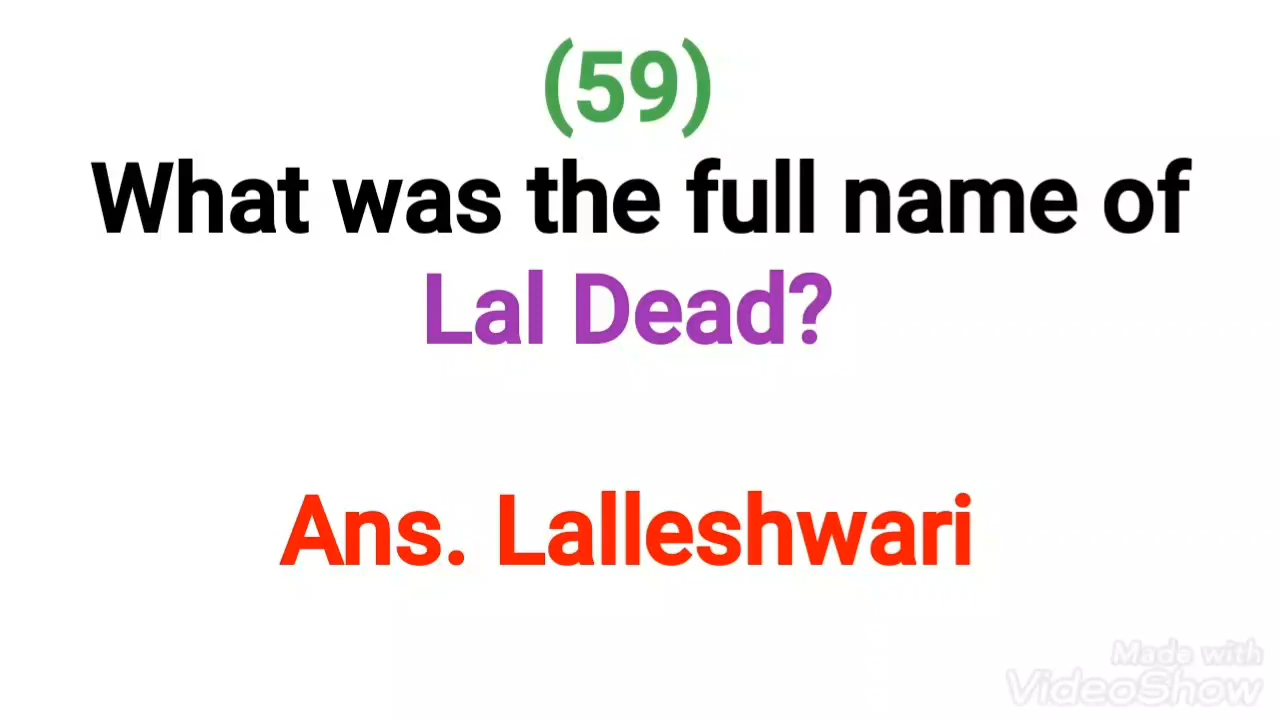 (59)
What was the full name of
Lal Dead?
Ans. Lalleshwari
Made with
VideoShow